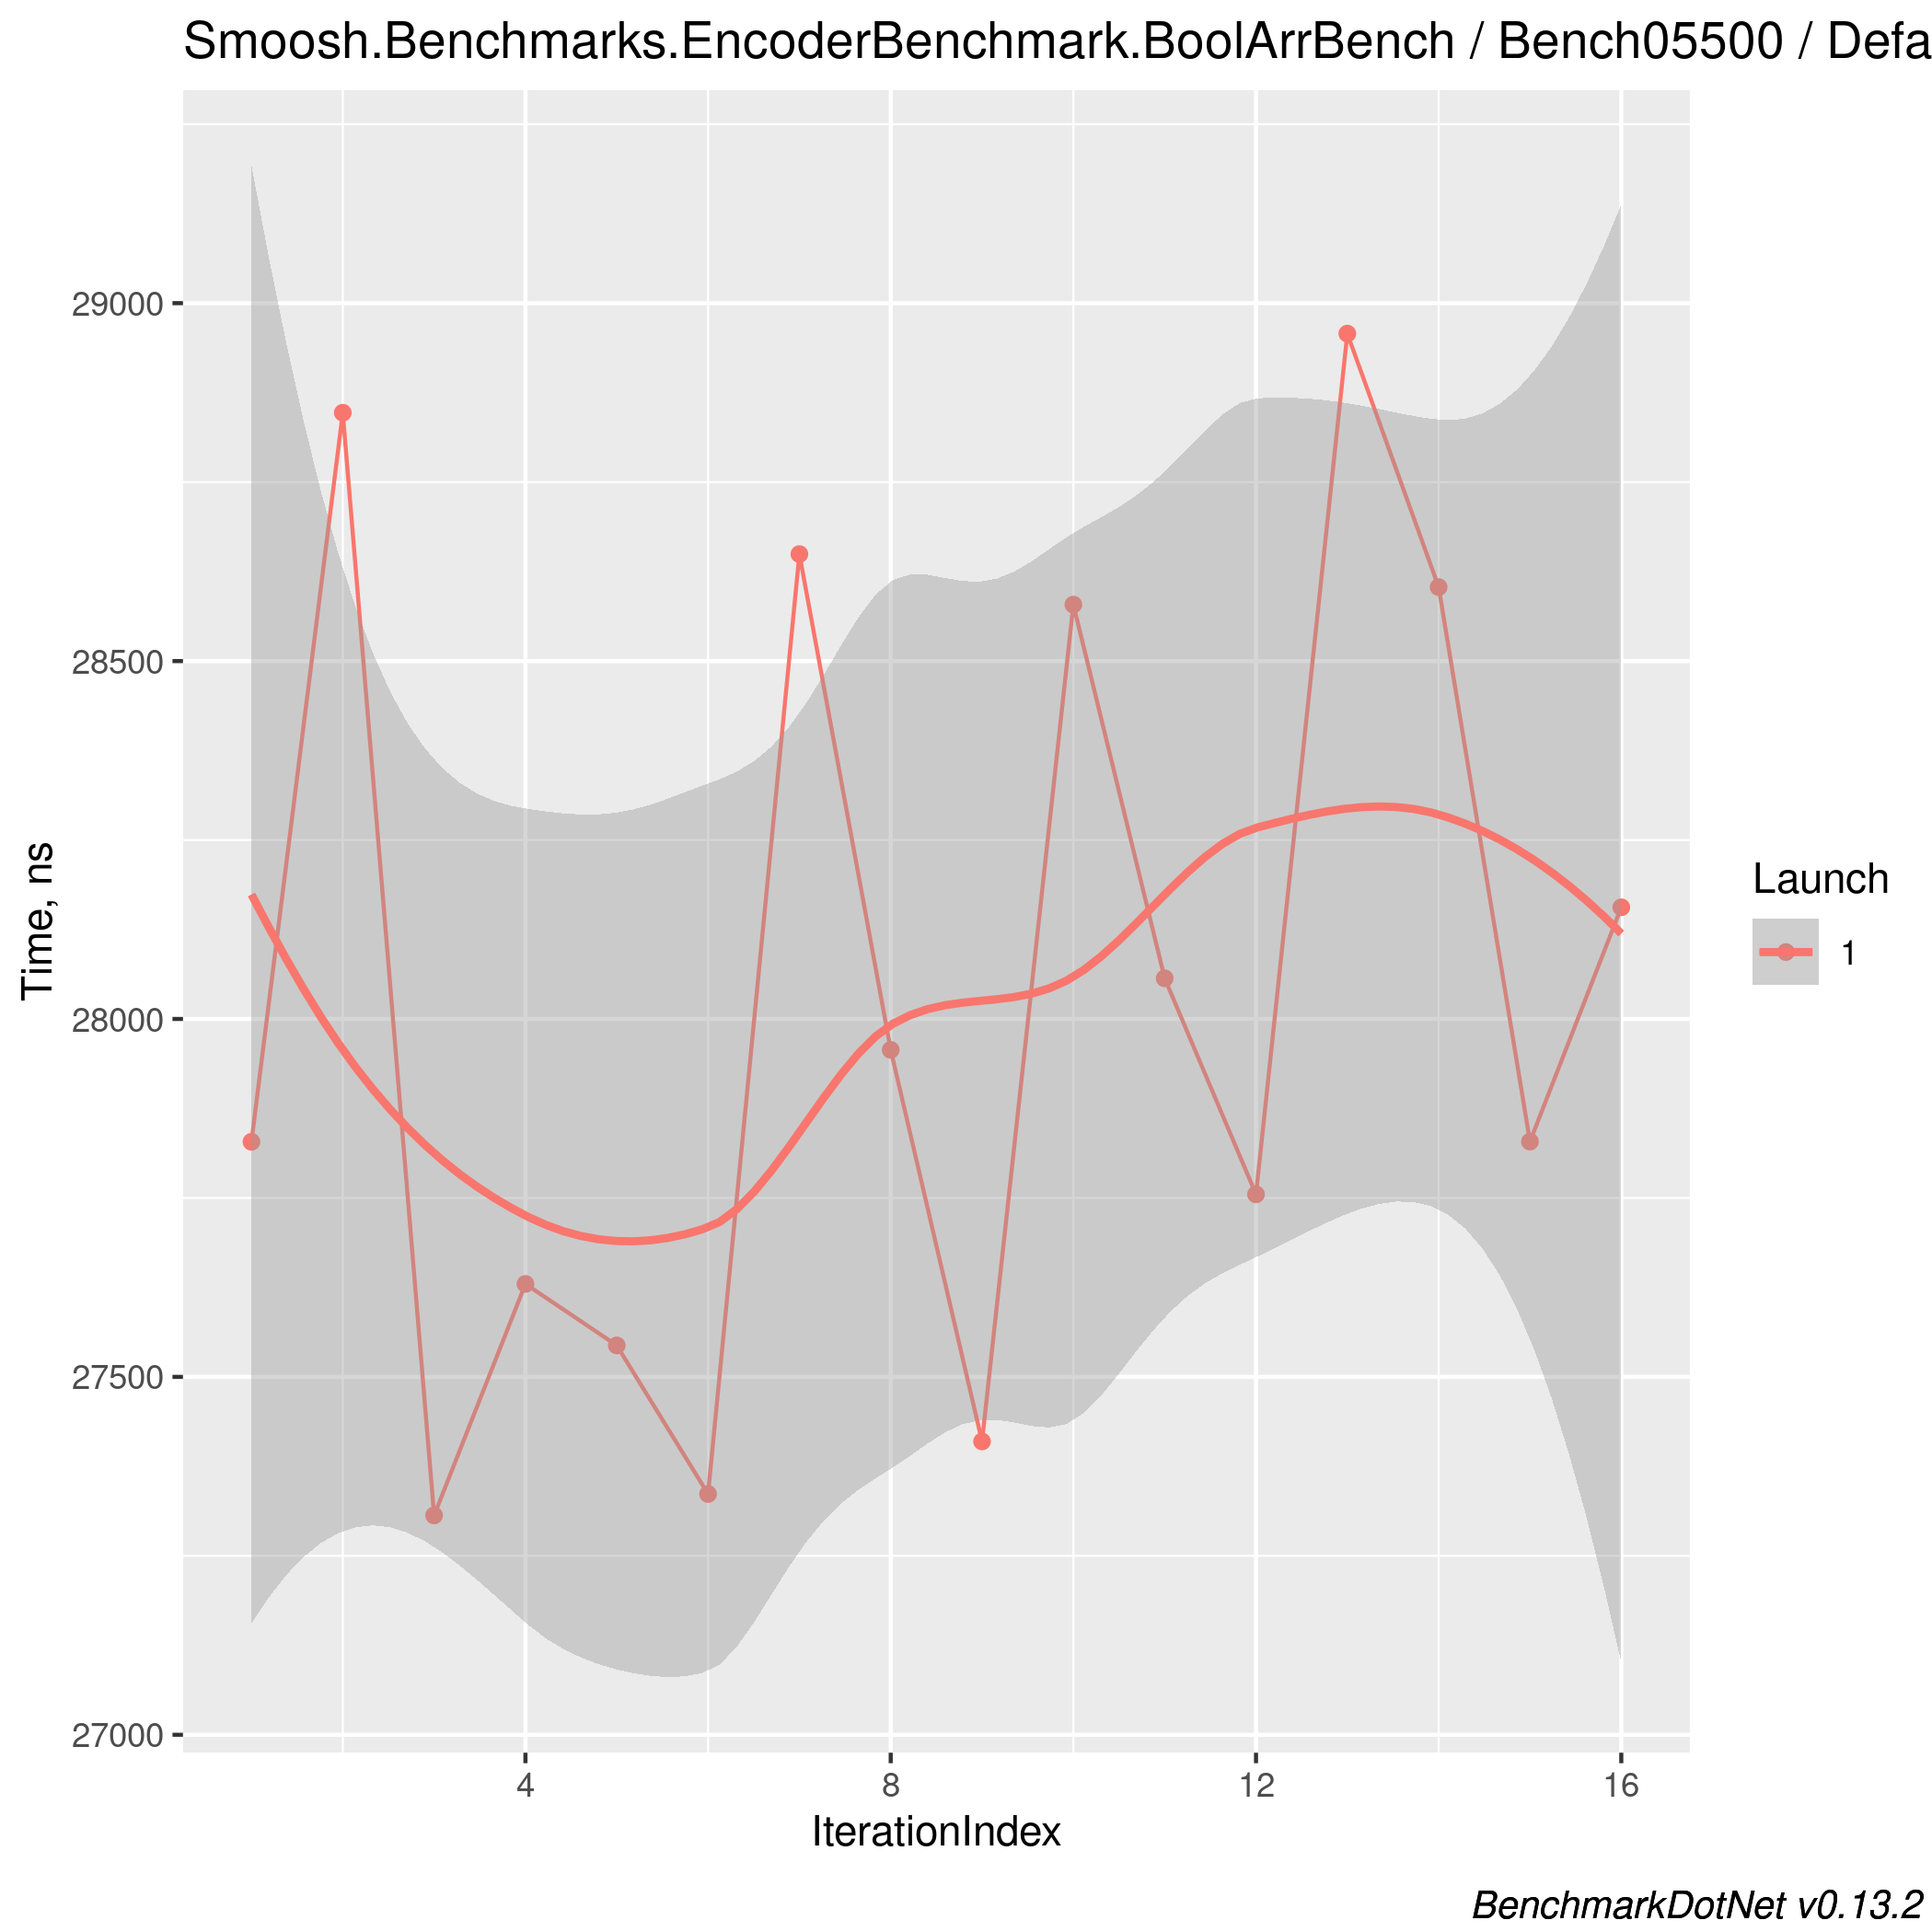 Smoosh.Benchmarks.EncoderBenchmark.BoolArrBench / Bench05500 / Defa
29000
28500
28000
27500
27000
Time, ns
4 8 12 16
IterationIndex
Launch
1
BenchmarkDotNet v0.13.2